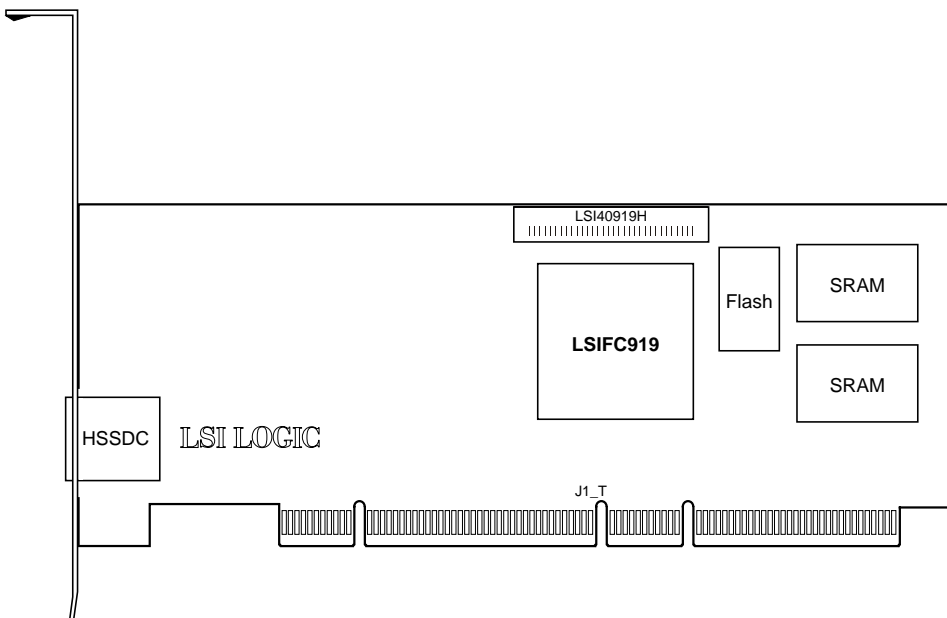 LSI40919H
SRAM
Flash
LSIFC919
SRAM
HSSDC
LSI LOGIC
J1_T